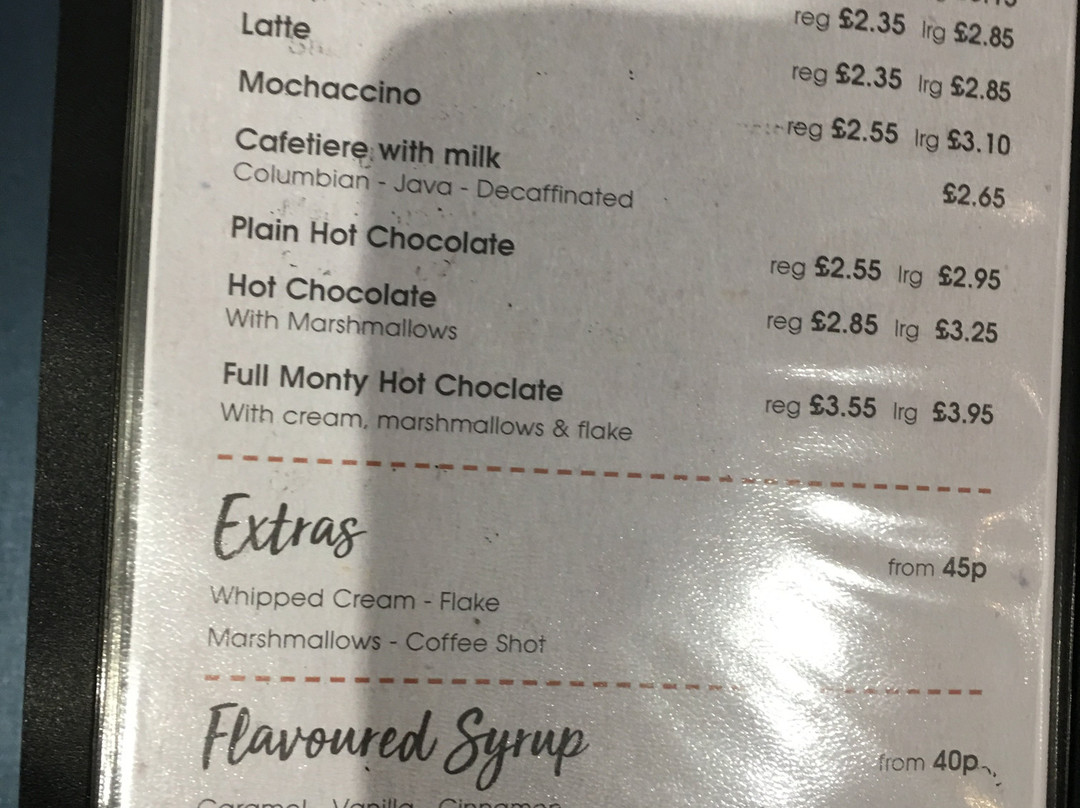 reg £2.35 lrg £2.85
Latte reg £2.35 lrg £2.85
Mochaccino reg £2.55 lrg £3.10
Cafetiere with milk £2.65
Columbian - Java - Decaffinated
Plain Hot Chocolate reg £2.55 lrg £2.95
Hot Chocolate reg £2.85 lrg £3.25
With Marshmallows
Full Monty Hot Choclate reg £3.55 lrg £3.95
With cream, marshmallows & flake
Extras from 45p
Whipped Cream - Flake
Marshmallows - Coffee Shot
Flavoured Syrup from 40p
Caramel Vanilla Cinnamon